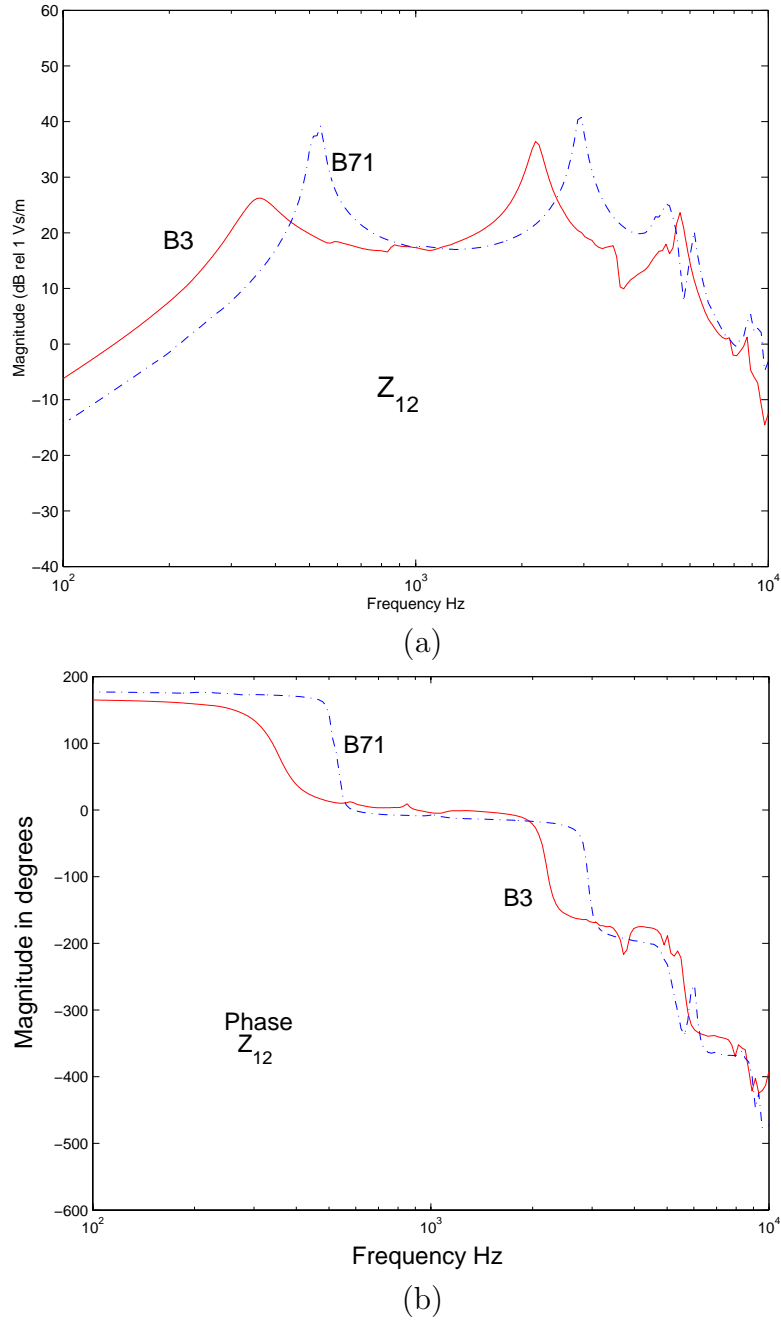 60
50
40
30
20
10
0
−10
−20
−30
−40
Magnitude (dB rel 1 Vs/m
B71
B3
Z12
10^2
10^3
10^4
Frequency Hz
(a)
200
100
0
−100
−200
−300
−400
−500
−600
Magnitude in degrees
B71
B3
Phase
Z12
10^2
10^3
10^4
Frequency Hz
(b)